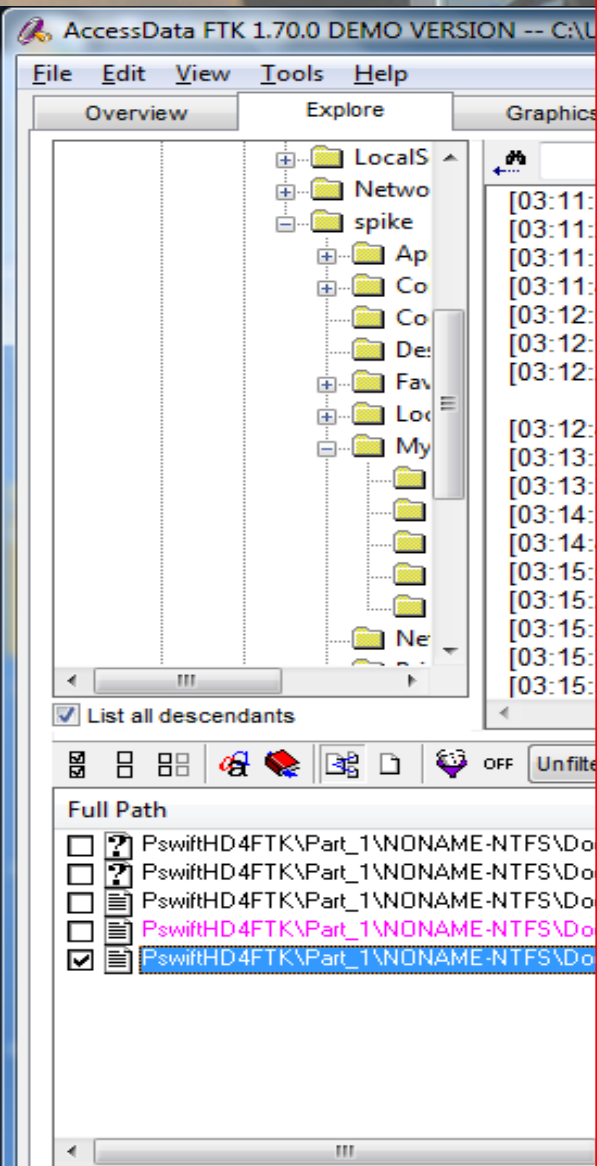 AccessData FTK 1.70.0 DEMO VERSION -- C:\U
File Edit View Tools Help
Overview Explore Graphics
LocalS
Netwo
spike
Ap
Co
Co
Des
Fav
Loc
My
Ne
[03:11:
[03:11:
[03:11:
[03:11:
[03:12:
[03:12:
[03:12:
[03:12:
[03:13:
[03:13:
[03:14:
[03:14:
[03:15:
[03:15:
[03:15:
[03:15:
[03:15:
List all descendants
OFF Unfilte
Full Path
PswiftHD4FTK\Part_1\NONAME-NTFS\Do
PswiftHD4FTK\Part_1\NONAME-NTFS\Do
PswiftHD4FTK\Part_1\NONAME-NTFS\Do
PswiftHD4FTK\Part_1\NONAME-NTFS\Do
PswiftHD4FTK\Part_1\NONAME-NTFS\Do